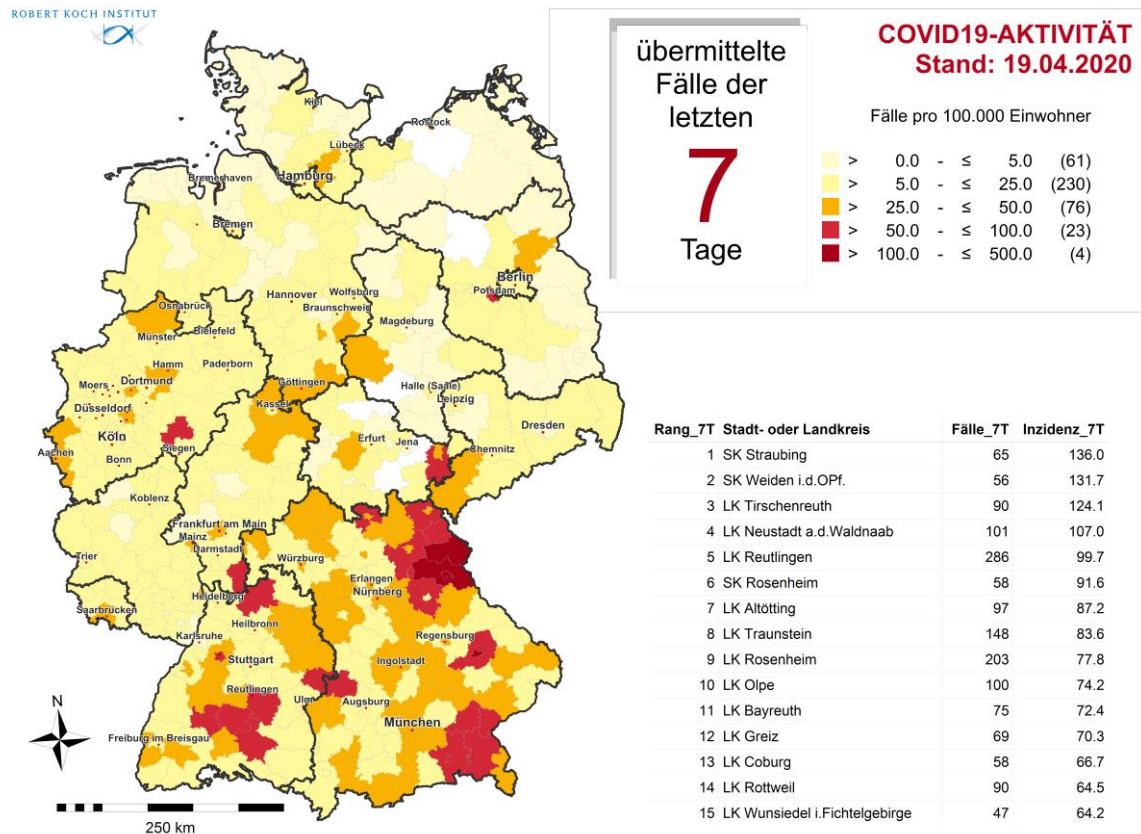 ROBERT KOCH INSTITUT
übermittelte
Fälle der
letzten
7
Tage
COVID19-AKTIVITÄT
Stand: 19.04.2020
Fälle pro 100.000 Einwohner
> 0.0 - ≤ 5.0 (61)
> 5.0 - ≤ 25.0 (230)
> 25.0 - ≤ 50.0 (76)
> 50.0 - ≤ 100.0 (23)
> 100.0 - ≤ 500.0 (4)
Kiel
Rostock
Lübeck
Bremerhaven
Hamburg
Bremen
Berlin
Potsdam
Hannover
Wolfsburg
Osnabrück
Braunschweig
Magdeburg
Münster
Bielefeld
Hamm
Paderborn
Moers
Dortmund
Göttingen
Halle (Saale)
Kassel
Leipzig
Düsseldorf
Dresden
Köln
Erfurt
Jena
Siegen
Chemnitz
Aachen
Bonn
Koblenz
Frankfurt am Main
Mainz
Darmstadt
Würzburg
Trier
Erlangen
Nürnberg
Heidelberg
Saarbrücken
Heilbronn
Karlsruhe
Regensburg
Stuttgart
Ingolstadt
Reutlingen
Ulm
Augsburg
München
Freiburg im Breisgau
N
250 km
Rang_7T Stadt- oder Landkreis Fälle_7T Inzidenz_7T
1 SK Straubing 65 136.0
2 SK Weiden i.d.OPf. 56 131.7
3 LK Tirschenreuth 90 124.1
4 LK Neustadt a.d.Waldnaab 101 107.0
5 LK Reutlingen 286 99.7
6 SK Rosenheim 58 91.6
7 LK Altötting 97 87.2
8 LK Traunstein 148 83.6
9 LK Rosenheim 203 77.8
10 LK Olpe 100 74.2
11 LK Bayreuth 75 72.4
12 LK Greiz 69 70.3
13 LK Coburg 58 66.7
14 LK Rottweil 90 64.5
15 LK Wunsiedel i.Fichtelgebirge 47 64.2